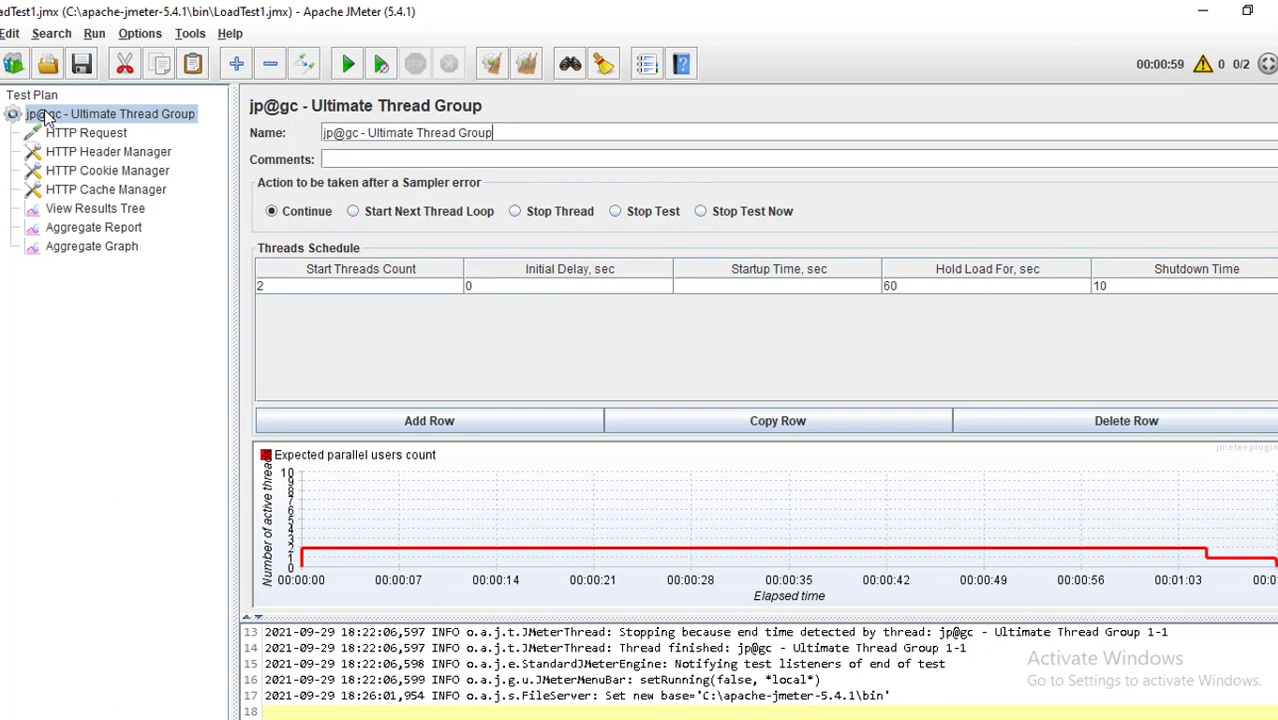 adTest1.jmx (C:\apache-jmeter-5.4.1\bin\LoadTest1.jmx) - Apache JMeter (5.4.1)
Edit Search Run Options Tools Help
00:00:59 0 0/2
Test Plan
jp@gc - Ultimate Thread Group
HTTP Request
HTTP Header Manager
HTTP Cookie Manager
HTTP Cache Manager
View Results Tree
Aggregate Report
Aggregate Graph
jp@gc - Ultimate Thread Group
Name: jp@gc - Ultimate Thread Group
Comments:
Action to be taken after a Sampler error
Continue Start Next Thread Loop Stop Thread Stop Test Stop Test Now
Threads Schedule
Start Threads Count Initial Delay, sec Startup Time, sec Hold Load For, sec Shutdown Time
2 0 60 10
Add Row Copy Row Delete Row
jmeter-plugin
Expected parallel users count
Number of active threads
10
9
8
7
6
5
4
3
2
1
0
00:00:00 00:00:07 00:00:14 00:00:21 00:00:28 00:00:35 00:00:42 00:00:49 00:00:56 00:01:03 00:0
Elapsed time
13 2021-09-29 18:22:06,597 INFO o.a.j.t.JMeterThread: Stopping because end time detected by thread: jp@gc - Ultimate Thread Group 1-1
14 2021-09-29 18:22:06,597 INFO o.a.j.t.JMeterThread: Thread finished: jp@gc - Ultimate Thread Group 1-1
15 2021-09-29 18:22:06,598 INFO o.a.j.e.StandardJMeterEngine: Notifying test listeners of end of test
16 2021-09-29 18:22:06,599 INFO o.a.j.g.u.JMeterMenuBar: setRunning(false, *local*)
17 2021-09-29 18:26:01,954 INFO o.a.j.s.FileServer: Set new base='C:\apache-jmeter-5.4.1\bin'
18
Activate Windows
Go to Settings to activate Windows.